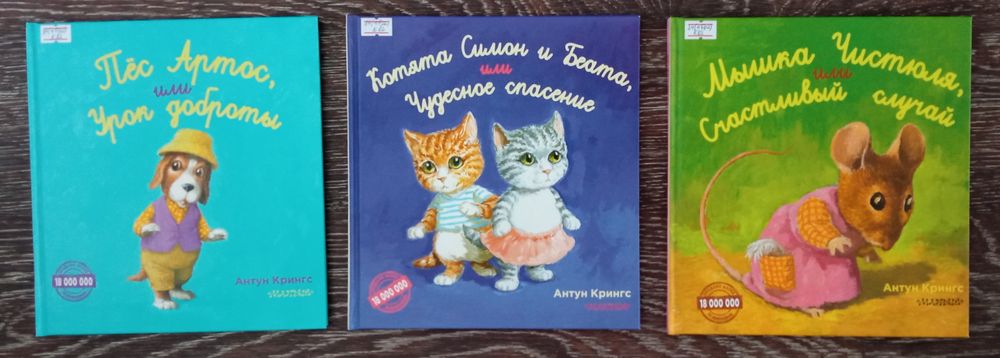 Пёс Артос,
или
Урок доброты
18 000 000
Антун Крингс
Котята Симон и Беата,
или
Чудесное спасение
18 000 000
Антун Крингс
Мышка Чистюля,
или
Счастливый случай
18 000 000
Антун Крингс